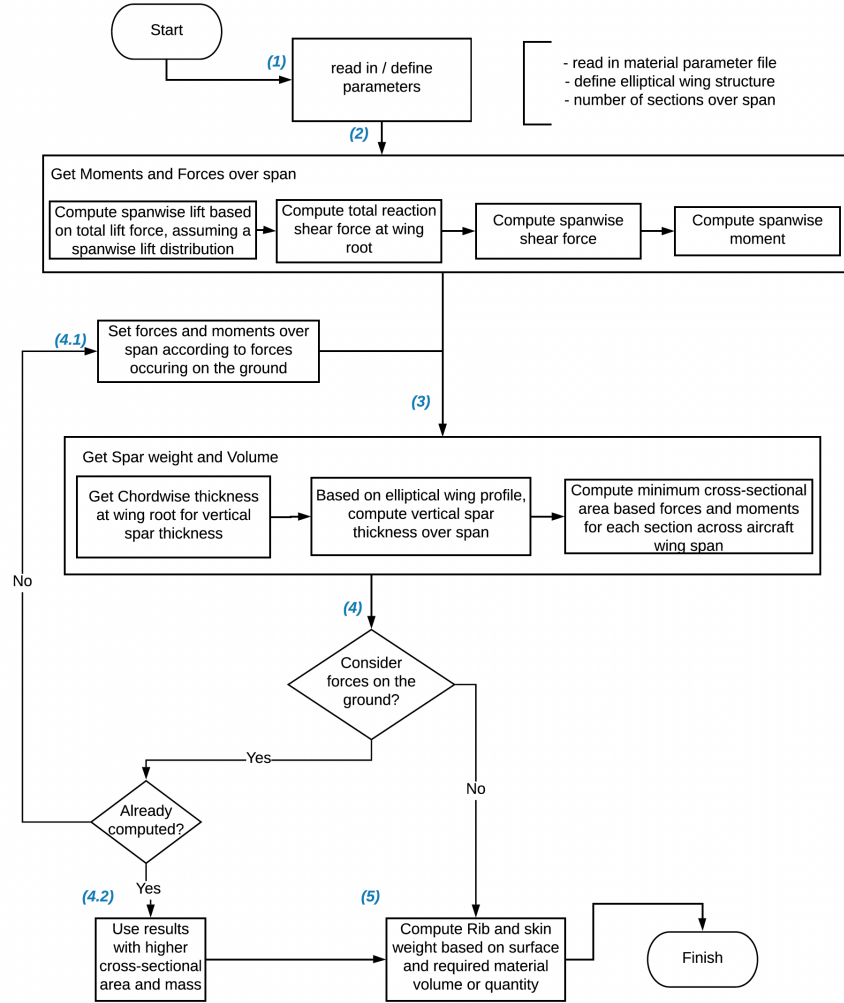 Start
(1)
read in / define
parameters
- read in material parameter file
- define elliptical wing structure
- number of sections over span
(2)
Get Moments and Forces over span
Compute spanwise lift based
on total lift force, assuming a
spanwise lift distribution
Compute total reaction
shear force at wing
root
Compute spanwise
shear force
Compute spanwise
moment
(4.1)
Set forces and moments over
span according to forces
occuring on the ground
(3)
Get Spar weight and Volume
Get Chordwise thickness
at wing root for vertical
spar thickness
Based on elliptical wing profile,
compute vertical spar
thickness over span
Compute minimum cross-sectional
area based forces and moments
for each section across aircraft
wing span
No
(4)
Consider
forces on the
ground?
Yes
No
Already
computed?
Yes
(4.2)
Use results
with higher
cross-sectional
area and mass
(5)
Compute Rib and skin
weight based on surface
and required material
volume or quantity
Finish